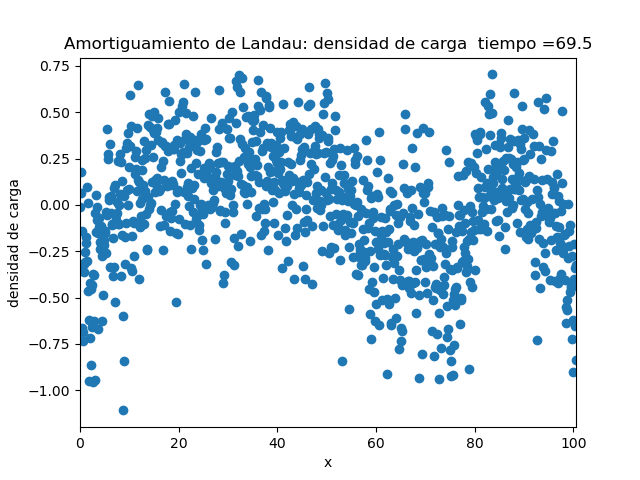 Amortiguamiento de Landau: densidad de carga  tiempo =69.5
densidad de carga
0.75
0.50
0.25
0.00
−0.25
−0.50
−0.75
−1.00
0 20 40 60 80 100
x